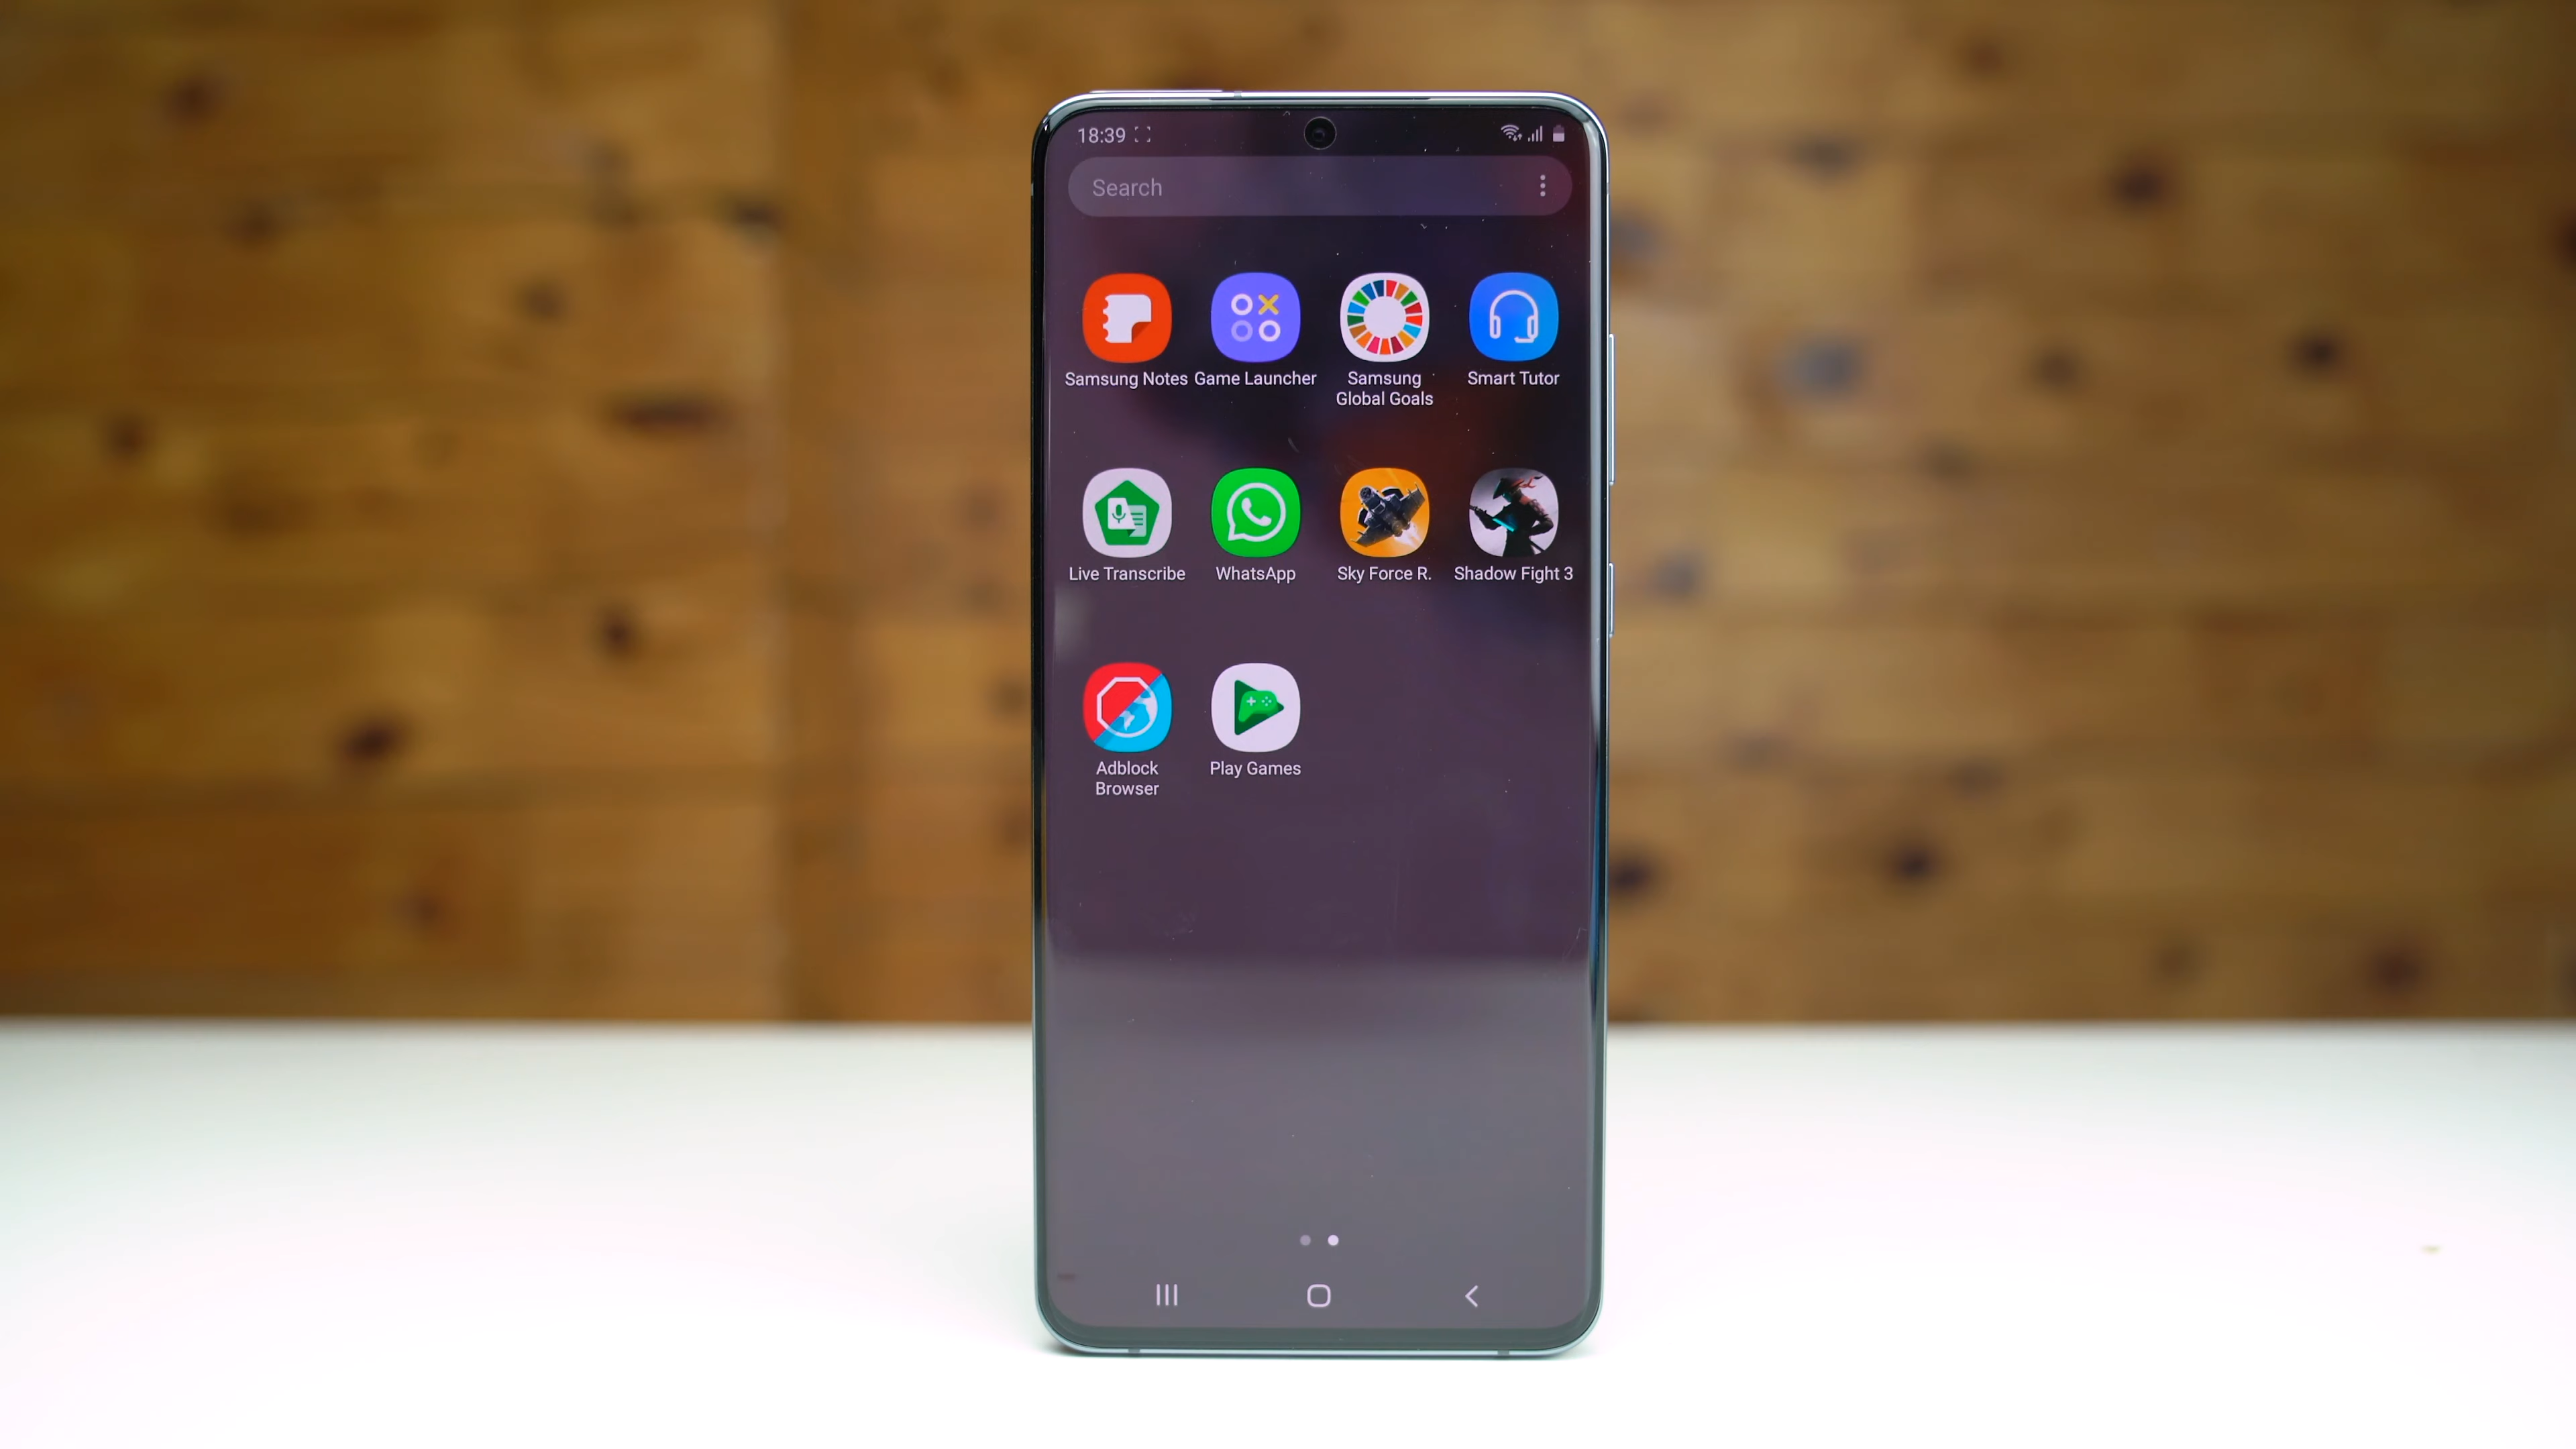 18:39
Search
Samsung Notes Game Launcher Samsung Smart Tutor
Global Goals
Live Transcribe WhatsApp Sky Force R. Shadow Fight 3
Adblock Play Games
Browser